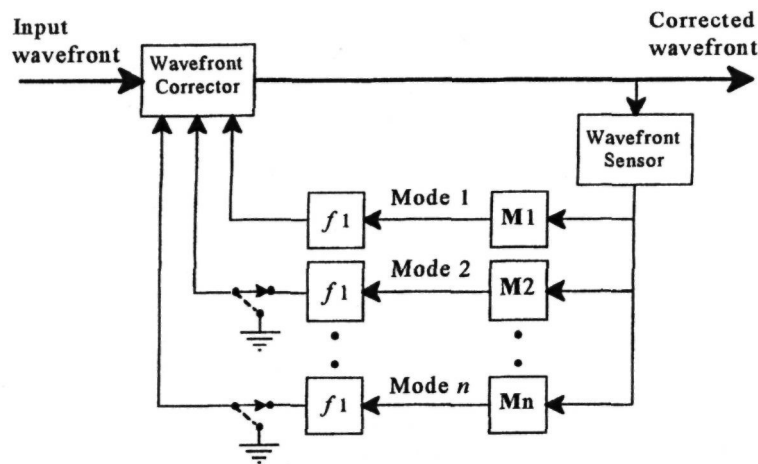 Input
wavefront
Wavefront
Corrector
Corrected
wavefront
Wavefront
Sensor
f1
Mode 1
M1
f1
Mode 2
M2
f1
Mode n
Mn